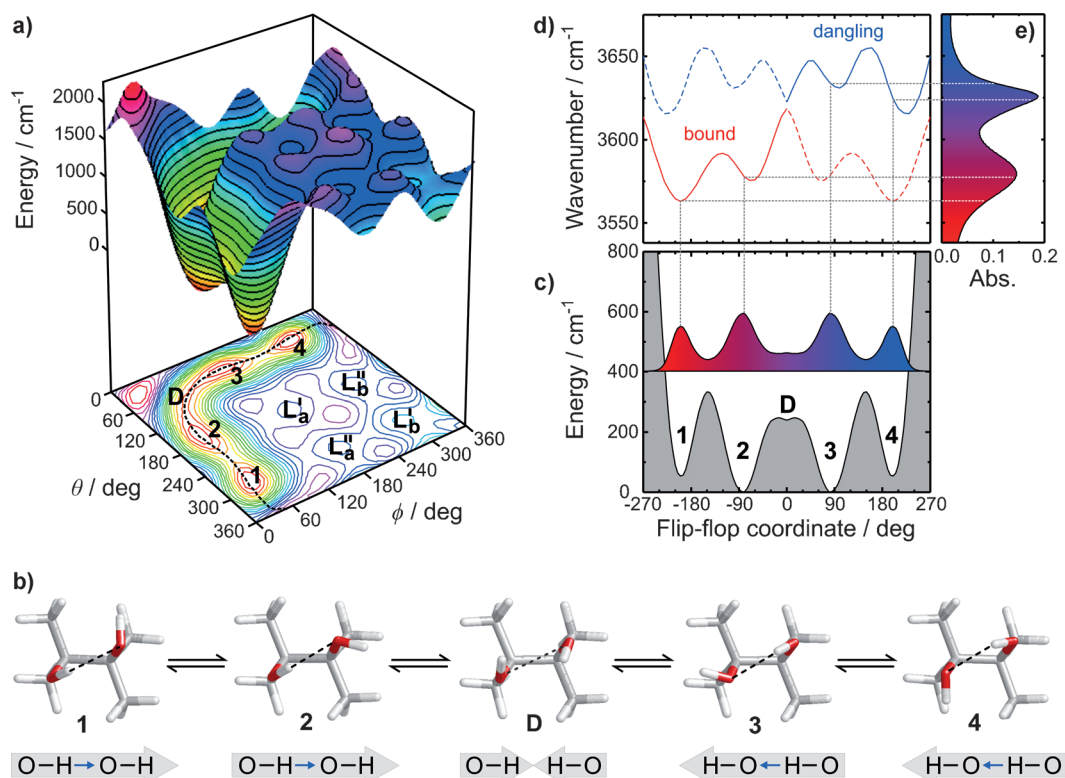 a)
Energy / cm⁻¹
2000
1500
1000
500
0
0
60
120
180
240
300
360
θ / deg
0
60
120
180
240
300
360
ϕ / deg
1
2
D
3
4
L'a
L''a
L'b
L''b
d)
Wavenumber / cm⁻¹
3650
3600
3550
dangling
bound
e)
0.0 0.1 0.2
Abs.
c)
Energy / cm⁻¹
800
600
400
200
0
D
1 2 3 4
-270 -180 -90 0 90 180 270
Flip-flop coordinate / deg
b)
1 2 D 3 4
O–H→O–H O–H→O–H O–H H–O H–O←H–O H–O←H–O